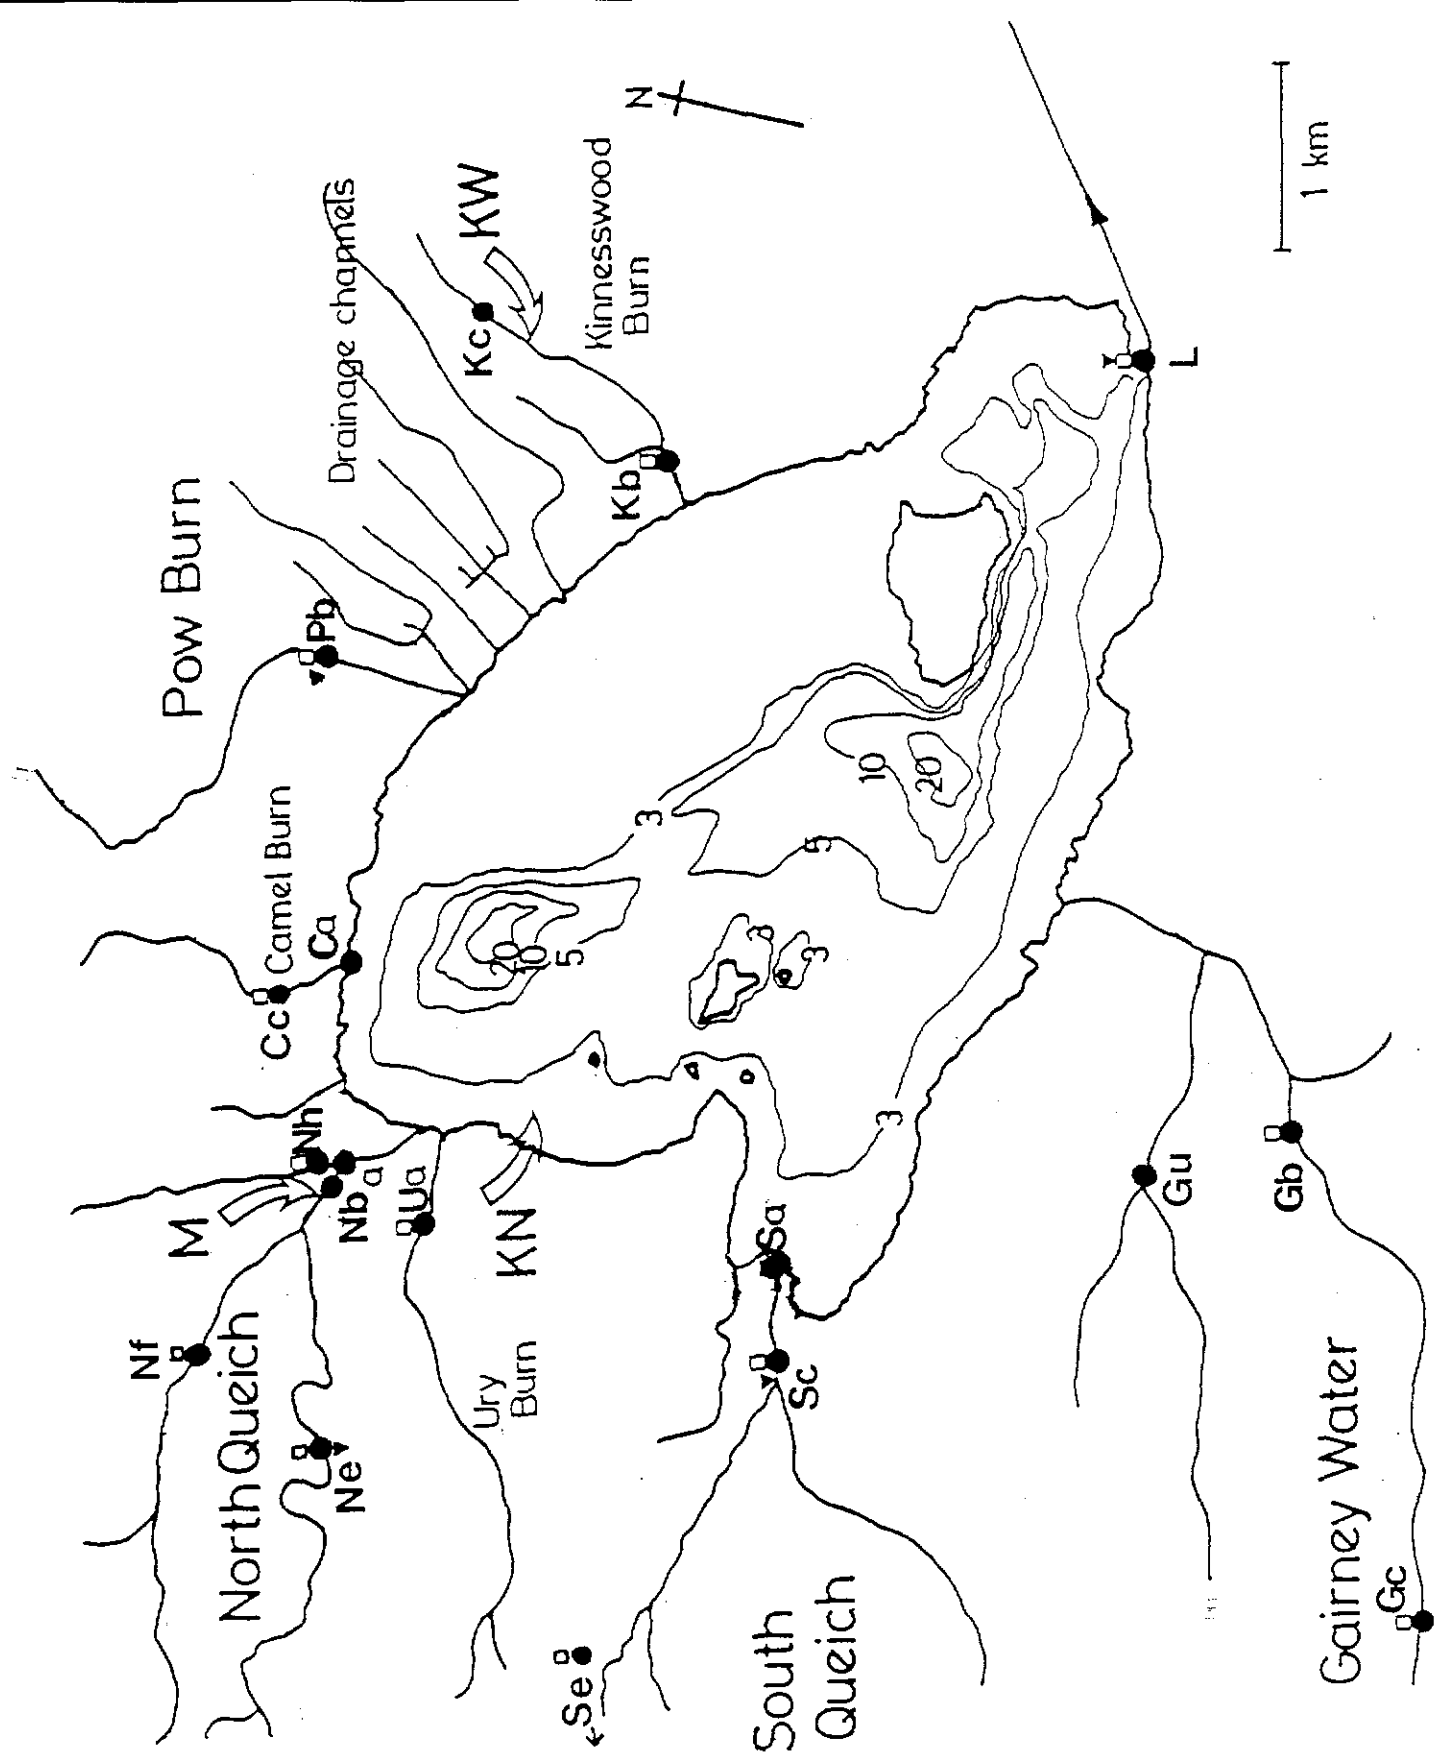 Pow Burn
Drainage channels
KW
Kinnesswood
Burn
N
1 km
Kc
Kb
Pb
Camel Burn
Ca
Cc
Nh
Nb
a
M
Nf
North Queich
Ne
Ua
KN
Ury
Burn
Sa
Sc
Se
South
Queich
Gu
Gb
Gc
Gairney Water
L
3
5
10
20
20
10
5
3
3
3